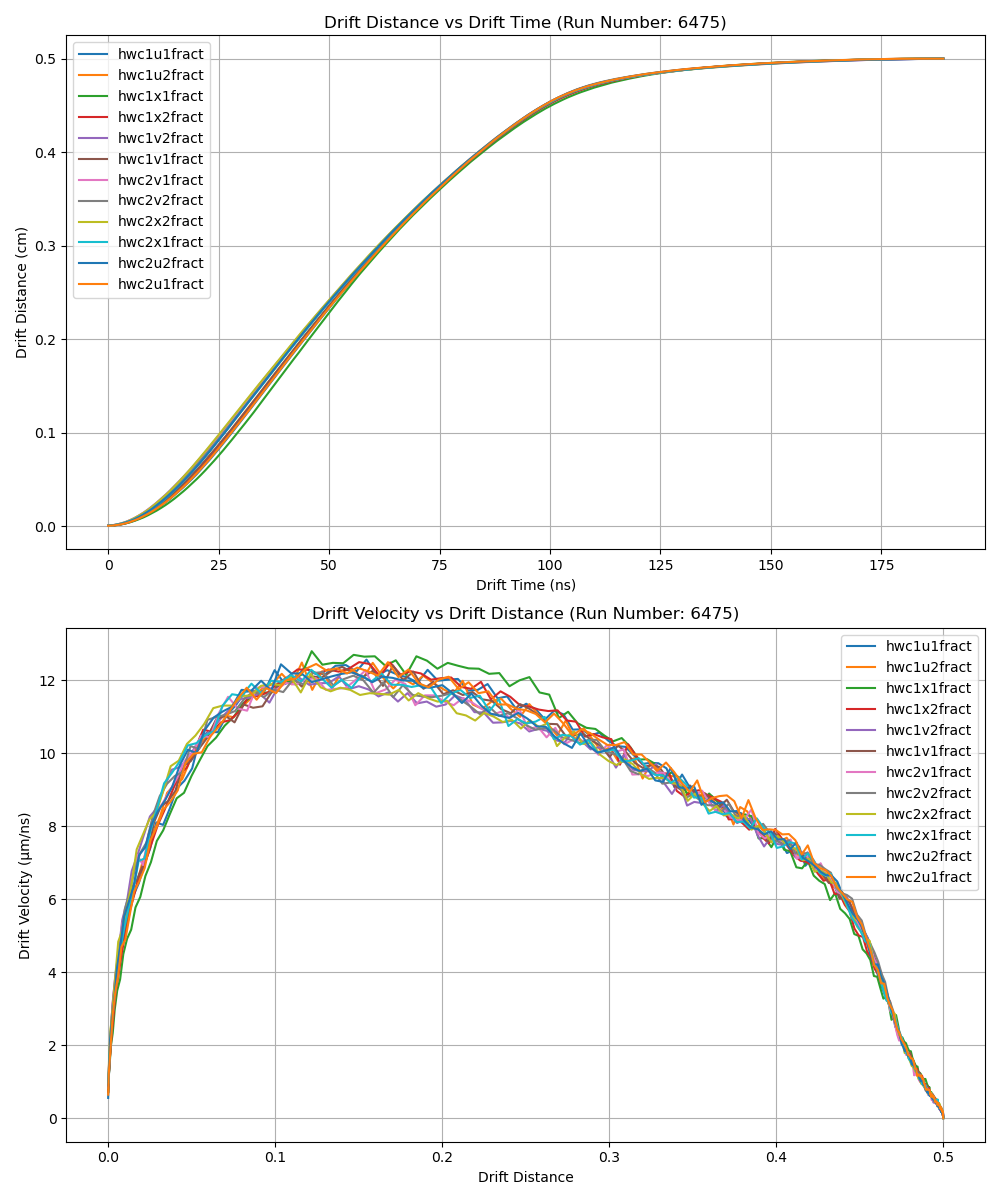 Drift Distance vs Drift Time (Run Number: 6475)
Drift Distance (cm)
0.5
0.4
0.3
0.2
0.1
0.0
hwc1u1fract
hwc1u2fract
hwc1x1fract
hwc1x2fract
hwc1v2fract
hwc1v1fract
hwc2v1fract
hwc2v2fract
hwc2x2fract
hwc2x1fract
hwc2u2fract
hwc2u1fract
0 25 50 75 100 125 150 175
Drift Time (ns)
Drift Velocity vs Drift Distance (Run Number: 6475)
Drift Velocity (μm/ns)
12
10
8
6
4
2
0
hwc1u1fract
hwc1u2fract
hwc1x1fract
hwc1x2fract
hwc1v2fract
hwc1v1fract
hwc2v1fract
hwc2v2fract
hwc2x2fract
hwc2x1fract
hwc2u2fract
hwc2u1fract
0.0 0.1 0.2 0.3 0.4 0.5
Drift Distance